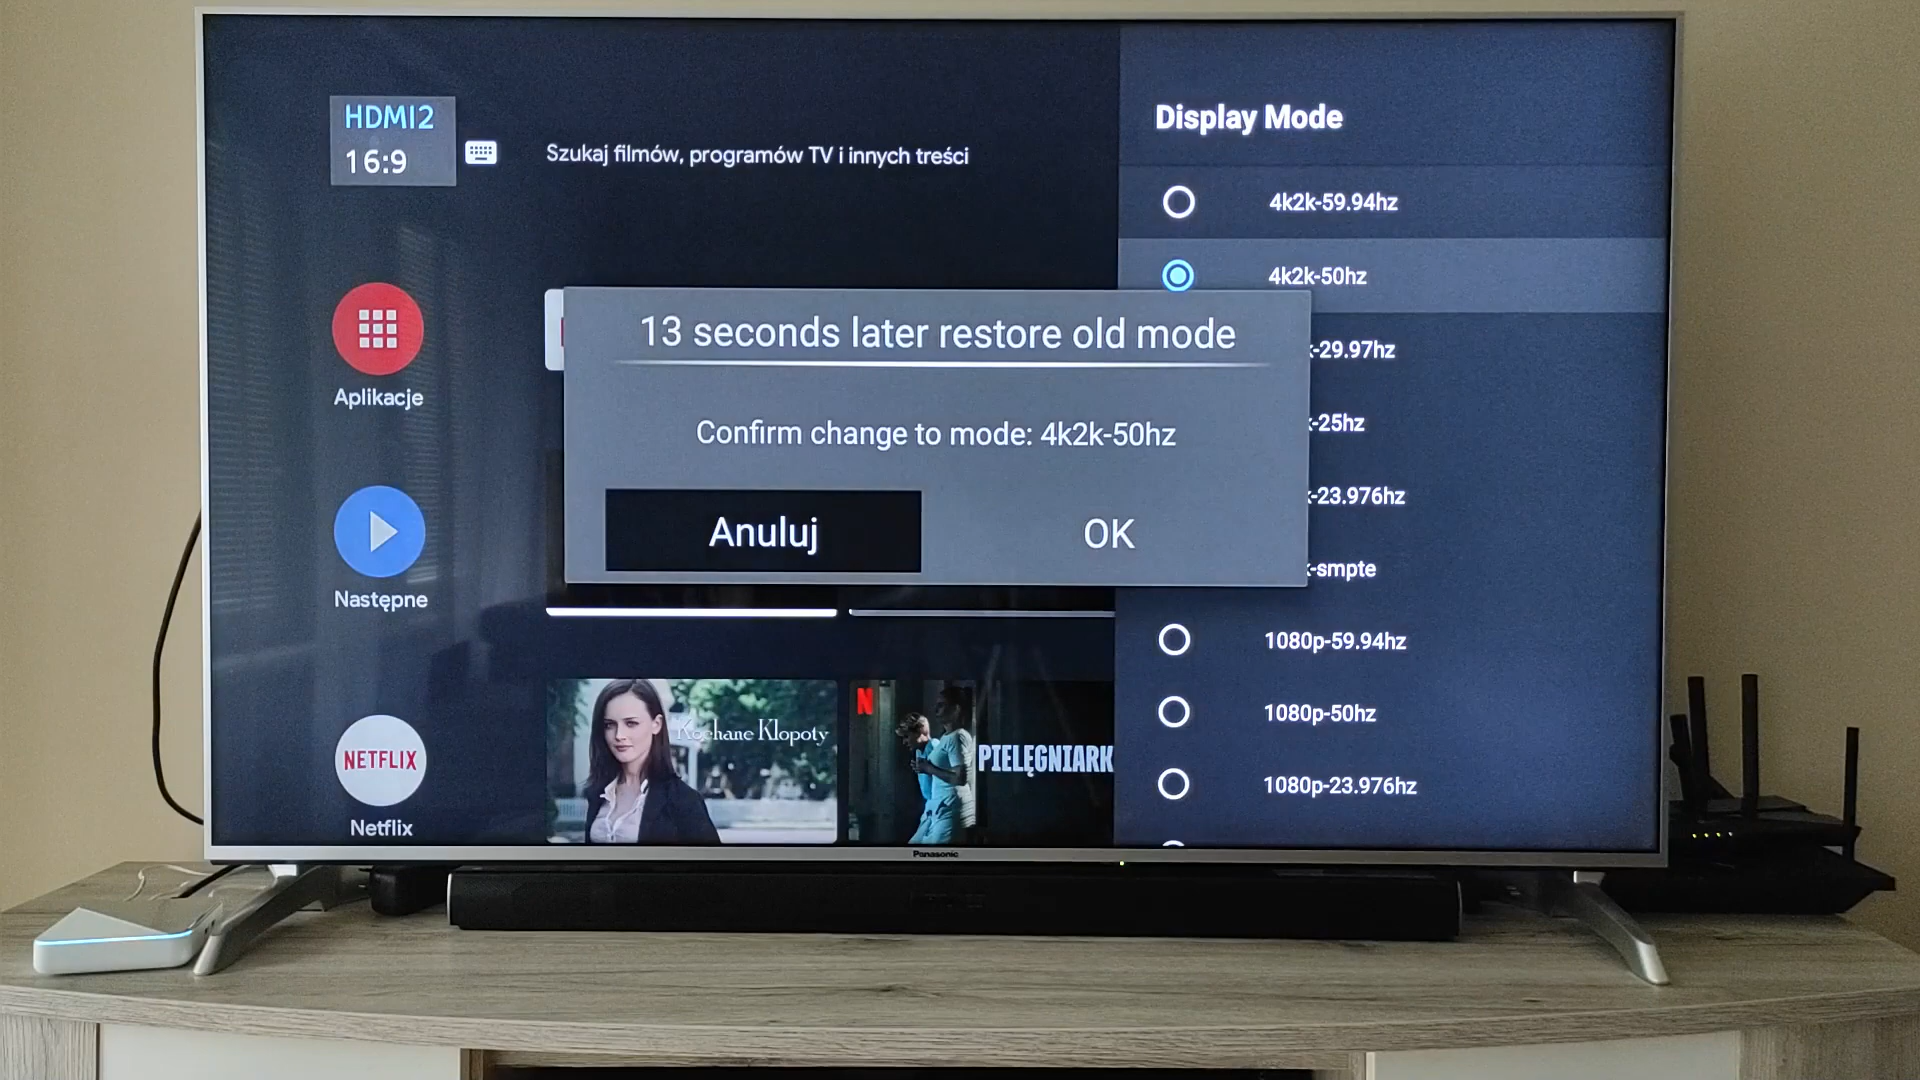 HDMI2
16:9
Szukaj filmów, programów TV i innych treści
Aplikacje
Następne
NETFLIX
Netflix
13 seconds later restore old mode
Confirm change to mode: 4k2k-50hz
Anuluj
OK
Kochane Kłopoty
N
PIELĘGNIARK
Display Mode
4k2k-59.94hz
4k2k-50hz
-29.97hz
-25hz
-23.976hz
-smpte
1080p-59.94hz
1080p-50hz
1080p-23.976hz
Panasonic